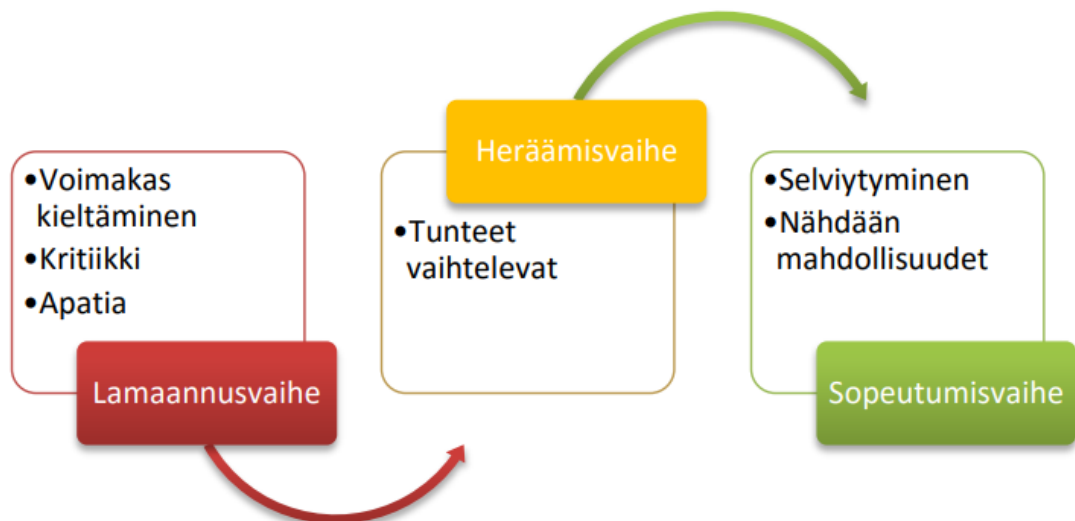 •Voimakas
kieltäminen
•Kritiikki
•Apatia
Lamaannusvaihe
Heräämisvaihe
•Tunteet
vaihtelevat
•Selviytyminen
•Nähdään
mahdollisuudet
Sopeutumisvaihe